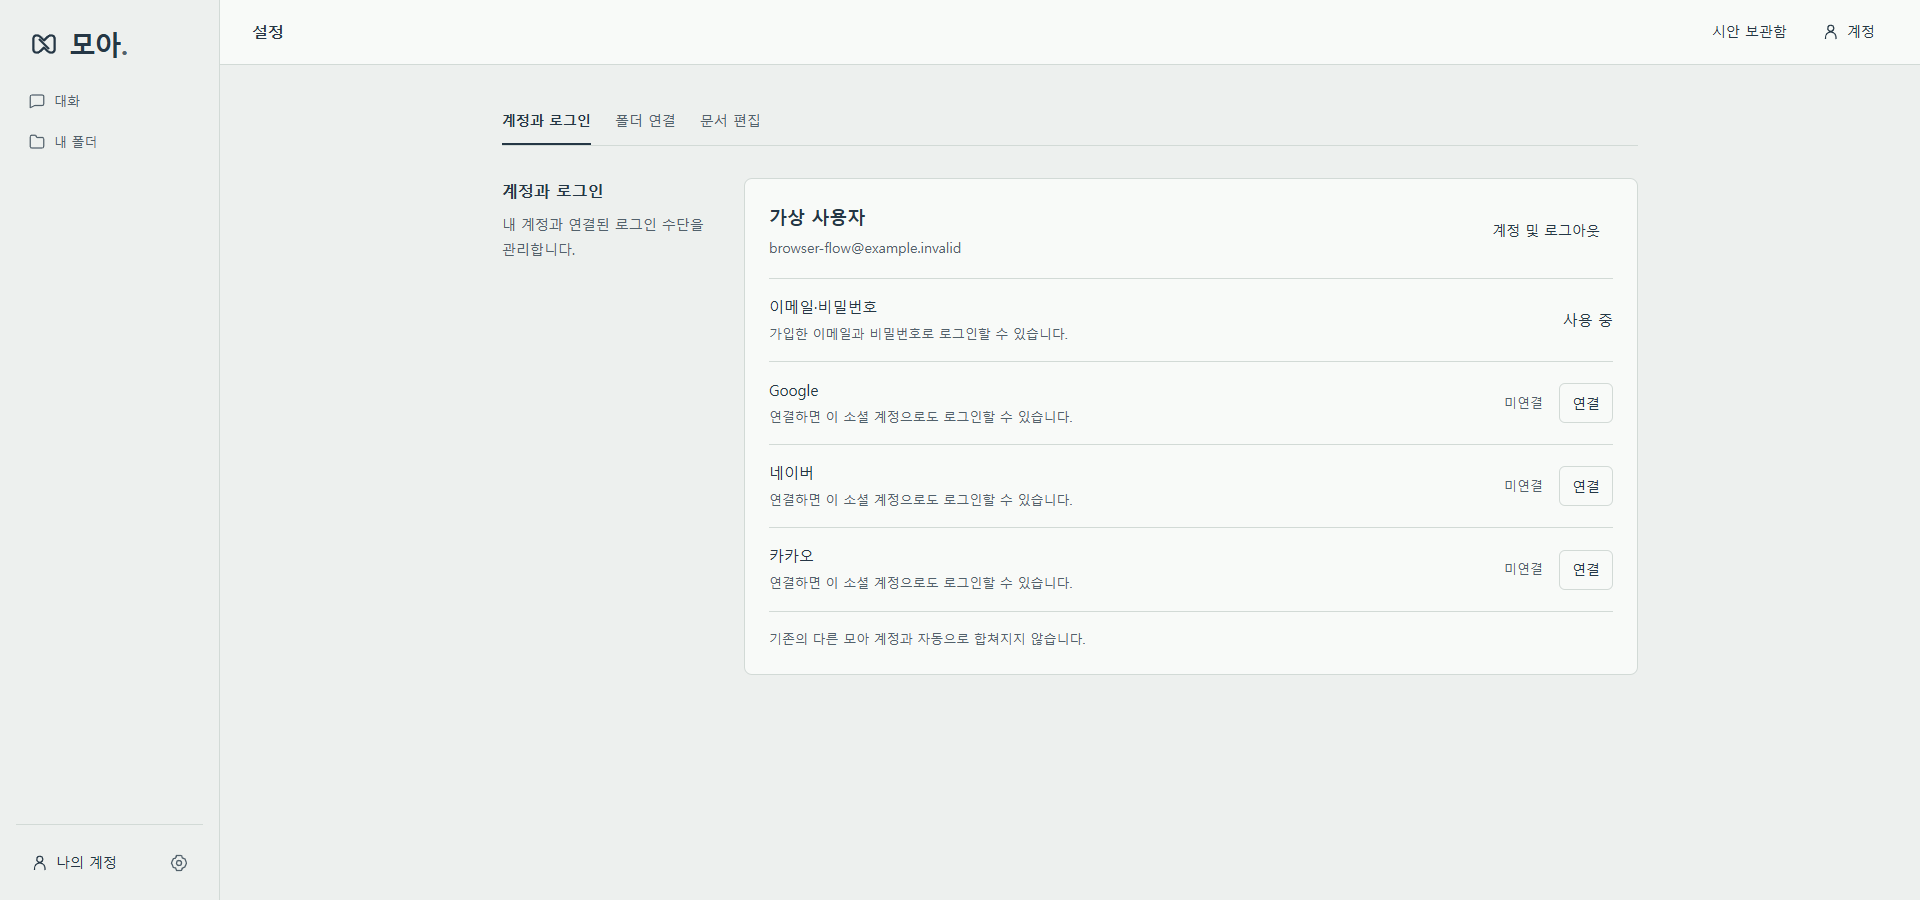 모아.
대화
내 폴더
나의 계정
설정
시안 보관함
계정
계정과 로그인
폴더 연결
문서 편집
계정과 로그인
내 계정과 연결된 로그인 수단을
관리합니다.
가상 사용자
browser-flow@example.invalid
계정 및 로그아웃
이메일·비밀번호
가입한 이메일과 비밀번호로 로그인할 수 있습니다.
사용 중
Google
연결하면 이 소셜 계정으로도 로그인할 수 있습니다.
미연결
연결
네이버
연결하면 이 소셜 계정으로도 로그인할 수 있습니다.
미연결
연결
카카오
연결하면 이 소셜 계정으로도 로그인할 수 있습니다.
미연결
연결
기존의 다른 모아 계정과 자동으로 합쳐지지 않습니다.